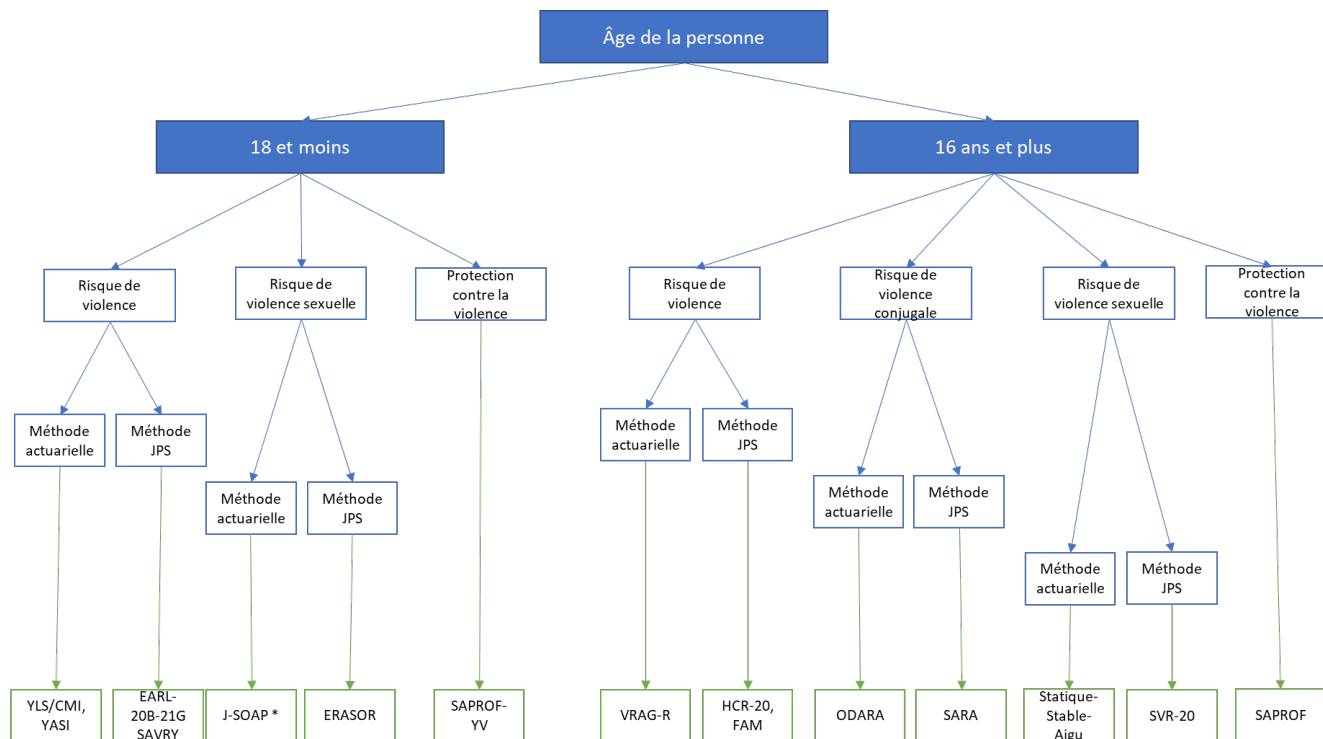 Âge de la personne
18 et moins
16 ans et plus
Risque de
violence
Risque de
violence sexuelle
Protection
contre la
violence
Risque de
violence
Risque de
violence
conjugale
Risque de
violence sexuelle
Protection
contre la
violence
Méthode
actuarielle
Méthode
JPS
Méthode
actuarielle
Méthode
JPS
Méthode
actuarielle
Méthode
JPS
Méthode
actuarielle
Méthode
JPS
Méthode
actuarielle
Méthode
JPS
YLS/CMI,
YASI
EARL-
20B-21G
SAVRY
J-SOAP *
ERASOR
SAPROF-
YV
VRAG-R
HCR-20,
FAM
ODARA
SARA
Statique-
Stable-
Aigu
SVR-20
SAPROF